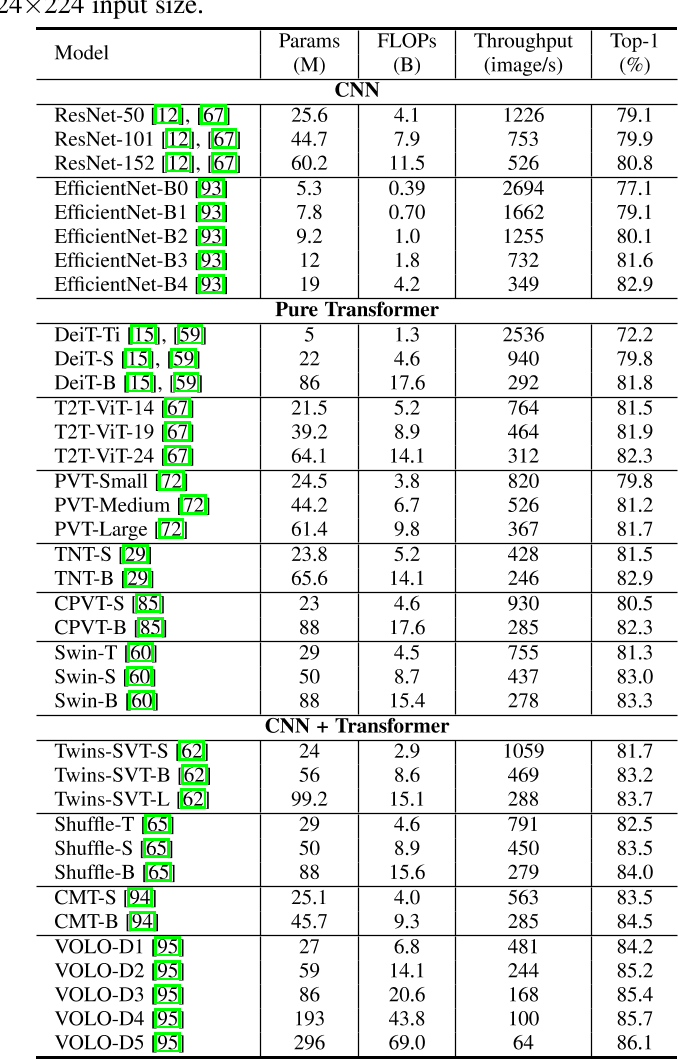 24×224 input size.
Model Params (M) FLOPs (B) Throughput (image/s) Top-1 (%)
CNN
ResNet-50 [12], [67] 25.6 4.1 1226 79.1
ResNet-101 [12], [67] 44.7 7.9 753 79.9
ResNet-152 [12], [67] 60.2 11.5 526 80.8
EfficientNet-B0 [93] 5.3 0.39 2694 77.1
EfficientNet-B1 [93] 7.8 0.70 1662 79.1
EfficientNet-B2 [93] 9.2 1.0 1255 80.1
EfficientNet-B3 [93] 12 1.8 732 81.6
EfficientNet-B4 [93] 19 4.2 349 82.9
Pure Transformer
DeiT-Ti [15], [59] 5 1.3 2536 72.2
DeiT-S [15], [59] 22 4.6 940 79.8
DeiT-B [15], [59] 86 17.6 292 81.8
T2T-ViT-14 [67] 21.5 5.2 764 81.5
T2T-ViT-19 [67] 39.2 8.9 464 81.9
T2T-ViT-24 [67] 64.1 14.1 312 82.3
PVT-Small [72] 24.5 3.8 820 79.8
PVT-Medium [72] 44.2 6.7 526 81.2
PVT-Large [72] 61.4 9.8 367 81.7
TNT-S [29] 23.8 5.2 428 81.5
TNT-B [29] 65.6 14.1 246 82.9
CPVT-S [85] 23 4.6 930 80.5
CPVT-B [85] 88 17.6 285 82.3
Swin-T [60] 29 4.5 755 81.3
Swin-S [60] 50 8.7 437 83.0
Swin-B [60] 88 15.4 278 83.3
CNN + Transformer
Twins-SVT-S [62] 24 2.9 1059 81.7
Twins-SVT-B [62] 56 8.6 469 83.2
Twins-SVT-L [62] 99.2 15.1 288 83.7
Shuffle-T [65] 29 4.6 791 82.5
Shuffle-S [65] 50 8.9 450 83.5
Shuffle-B [65] 88 15.6 279 84.0
CMT-S [94] 25.1 4.0 563 83.5
CMT-B [94] 45.7 9.3 285 84.5
VOLO-D1 [95] 27 6.8 481 84.2
VOLO-D2 [95] 59 14.1 244 85.2
VOLO-D3 [95] 86 20.6 168 85.4
VOLO-D4 [95] 193 43.8 100 85.7
VOLO-D5 [95] 296 69.0 64 86.1